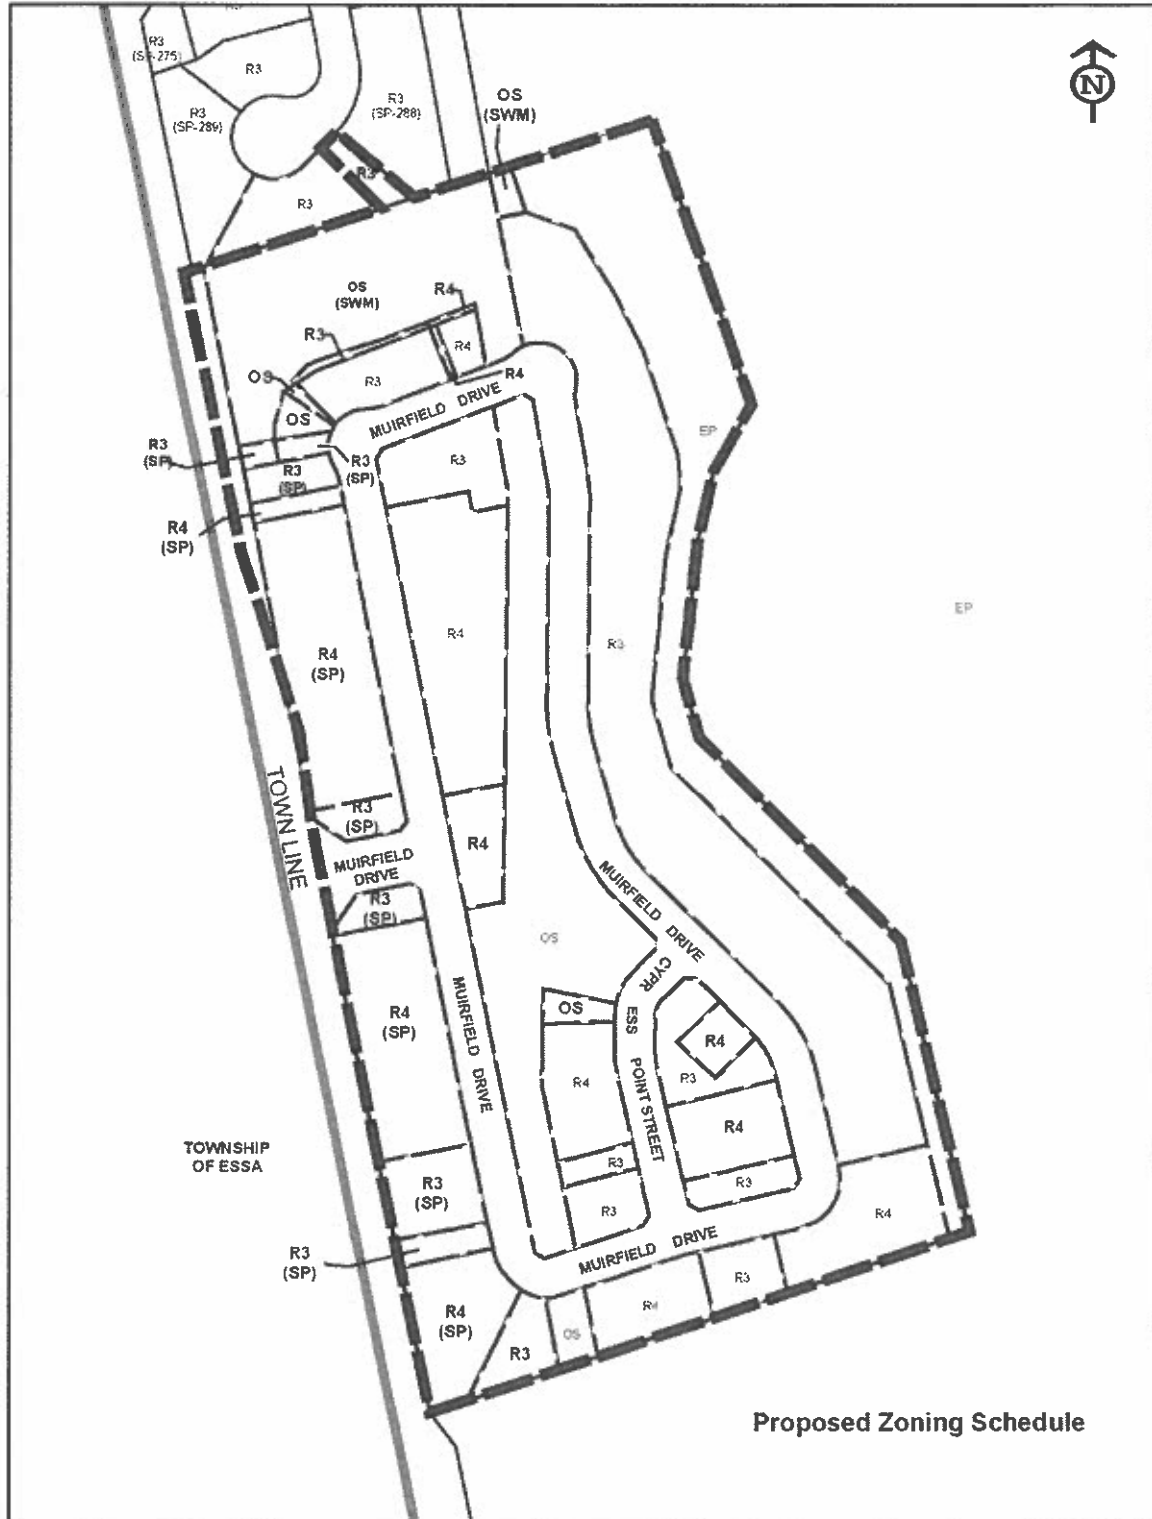 R3
(SP-275)
R3
R3
(SP-289)
R3
(SP-288)
OS
(SWM)
N
R3
R3
OS
(SWM)
R4
R3
R4
OS
R3
R4
OS
MUIRFIELD DRIVE
R3
(SP)
R3
(SP)
R3
(SP)
R3
R4
(SP)
EP
R4
R4
(SP)
R3
EP
TOWN LINE
R3
(SP)
R4
MUIRFIELD
DRIVE
R3
(SP)
MUIRFIELD DRIVE
OS
CYPR
ESS
POINT STREET
MUIRFIELD DRIVE
R4
(SP)
OS
R4
R4
R3
R4
TOWNSHIP
OF ESSA
R3
(SP)
R3
R3
R3
R4
R3
(SP)
MUIRFIELD DRIVE
R3
R4
R4
(SP)
OS
R3
Proposed Zoning Schedule